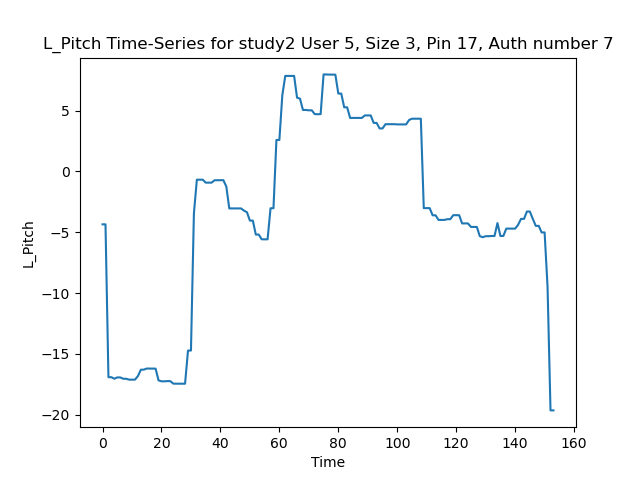 L_Pitch Time-Series for study2 User 5, Size 3, Pin 17, Auth number 7
5
0
−5
−10
−15
−20
L_Pitch
0 20 40 60 80 100 120 140 160
Time